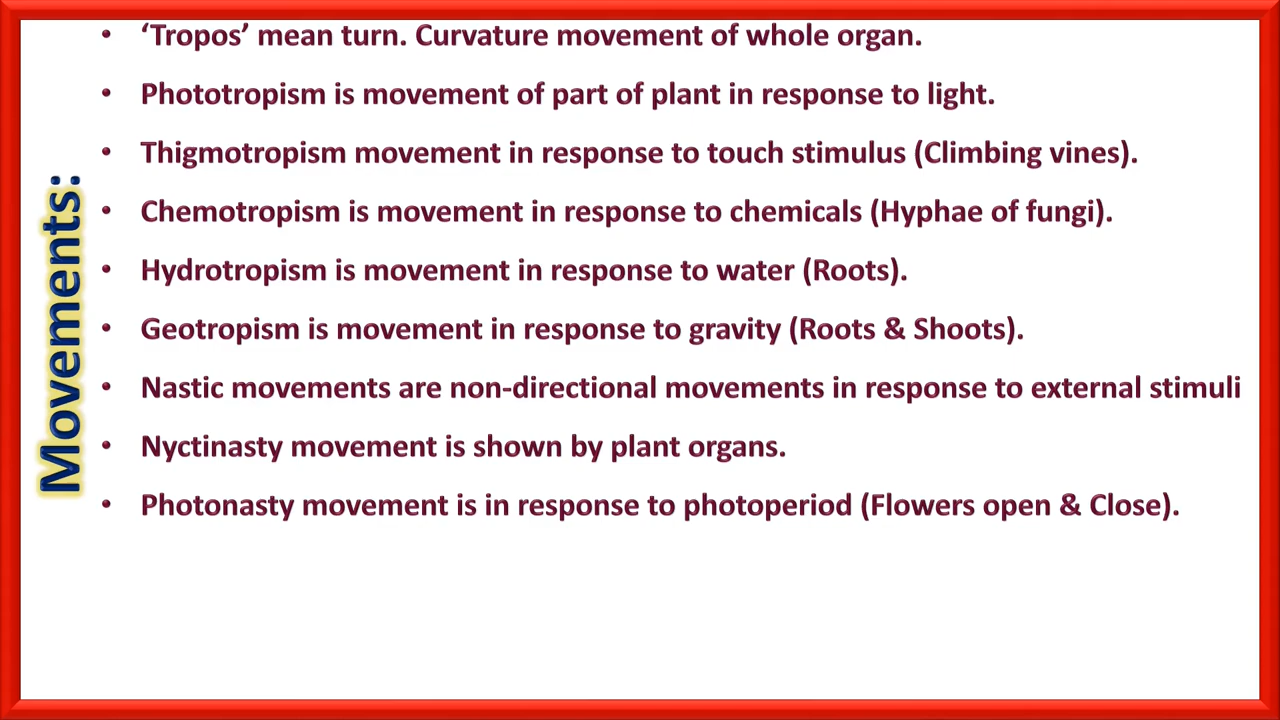 Movements:
• ‘Tropos’ mean turn. Curvature movement of whole organ.
• Phototropism is movement of part of plant in response to light.
• Thigmotropism movement in response to touch stimulus (Climbing vines).
• Chemotropism is movement in response to chemicals (Hyphae of fungi).
• Hydrotropism is movement in response to water (Roots).
• Geotropism is movement in response to gravity (Roots & Shoots).
• Nastic movements are non-directional movements in response to external stimuli
• Nyctinasty movement is shown by plant organs.
• Photonasty movement is in response to photoperiod (Flowers open & Close).